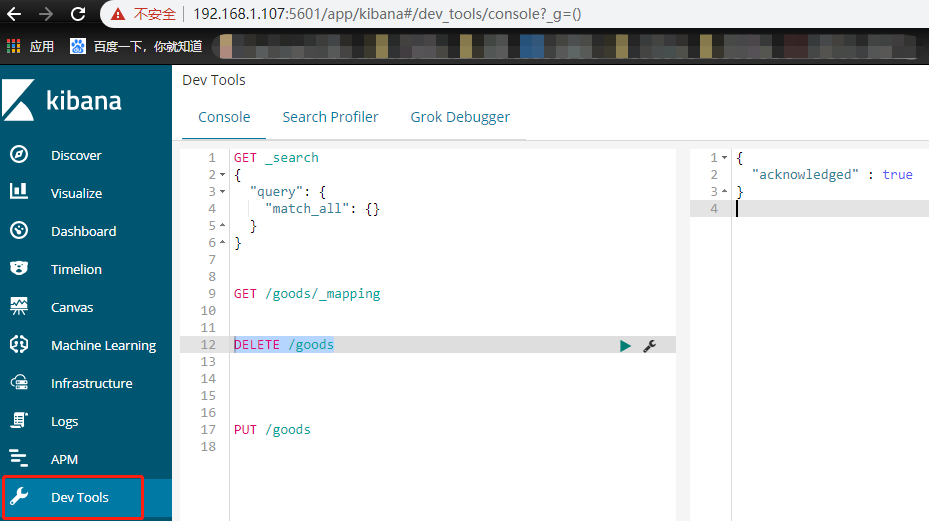 不安全 192.168.1.107:5601/app/kibana#/dev_tools/console?_g=()
应用 百度一下，你就知道
kibana
Discover
Visualize
Dashboard
Timelion
Canvas
Machine Learning
Infrastructure
Logs
APM
Dev Tools
Dev Tools
Console Search Profiler Grok Debugger
1 GET _search
2 {
3 "query": {
4 "match_all": {}
5 }
6 }
7
8
9 GET /goods/_mapping
10
11
12 DELETE /goods
13
14
15
16
17 PUT /goods
18
1 {
2 "acknowledged" : true
3 }
4